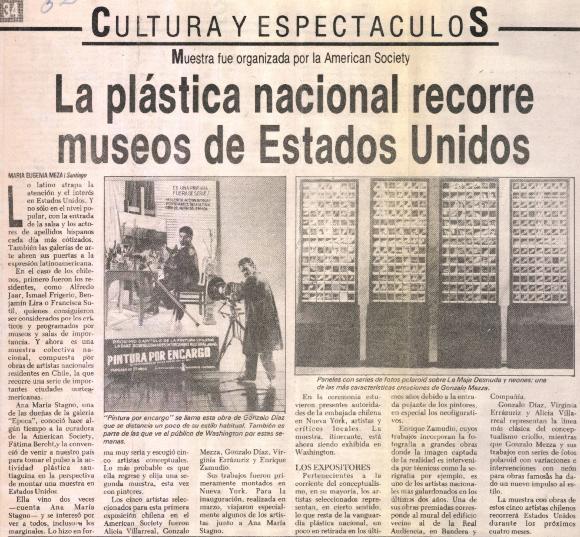 34
CULTURA Y ESPECTACULOS
Muestra fue organizada por la American Society
La plástica nacional recorre
museos de Estados Unidos
MARIA EUGENIA MEZA | Santiago
Lo latino atrapa la
atención y el interés
en Estados Unidos. Y
no sólo en el nivel po-
pular, con la entrada
de la salsa y los acto-
res de apellidos hispanos
cada día más cotizados.
También las galerías de ar-
te abren sus puertas a la
expresión latinoamericana.
En el caso de los chile-
nos, primero fueron los re-
sidentes, como Alfredo
Jaar, Ismael Frigerio, Ben-
jamín Lira o Francisca Su-
til, quienes consiguieron
ser considerados por los crí-
ticos y programados por
museos y salas de impor-
tancia. Y ahora es una
muestra colectiva na-
cional, compuesta por
obras de artistas nacionales
residentes en Chile, la que
recorre una serie de impor-
tantes ciudades norte-
americanas.
Ana María Stagno, una
de las dueñas de la galería
"Epoca", conoció hace al-
gún tiempo a la curadora
de la American Society,
Fátima Bercht, y la conven-
ció de venir a nuestro país
para tomar el pulso a la ac-
tividad plástica san-
tiaguina en la perspectiva
de montar una muestra en
Estados Unidos.
Ella vino dos veces
—cuenta Ana María Stag-
no— y se interesó por
ver a todos, incluso a los
marginales. Lo hizo en for-
ES UNA PINTURA
FUERA DE SERIE
PINTURA POR ENCARGO
"Pintura por encargo" se llama esta obra de Gonzalo Díaz
que se distancia un poco de su estilo habitual. También es
parte de las que ve el público de Washington por estas se-
manas.
ma muy seria y escogió cin-
co artistas conceptuales.
Lo más probable es que
ella regrese y elija una se-
gunda muestra, esta vez
con pintores.
Los cinco artistas selec-
cionados para esta primera
exposición chilena en el
American Society fueron
Alicia Villarreal, Gonzalo
Mezza, Gonzalo Díaz, Vir-
ginia Errázuriz y Enrique
Zamudio.
Sus trabajos fueron pri-
meramente montados en
Nueva York. Para la
inauguración, realizada en
marzo, viajaron especial-
mente algunos de los artis-
tas junto a Ana María
Stagno.
Paneles con series de fotos polaroid sobre La Maja Desnuda y neones: una
de las más características creaciones de Gonzalo Mezza.
En la ceremonia estu-
vieron presentes autorida-
des de la embajada chilena
en Nueva York, artistas y
críticos locales. La
muestra, itinerante, está
ahora siendo exhibida en
Washington.
LOS EXPOSITORES
Pertenecientes a la
corriente del conceptualis-
mo, en su mayoría, los ar-
tistas seleccionados repre-
sentan, en cierto sentido,
lo que resta de la vanguar-
dia plástica nacional, un
poco en retirada en los últi-
mos años debido a la entra-
da pujante de los pintores,
en especial los neofigurati-
vos.
Enrique Zamudio, cuyos
trabajos incorporan la fo-
tografía a grandes obras
donde la imagen captada
de la realidad es interveni-
da por técnicas como la se-
rigrafía por ejemplo, es
uno de los artistas naciona-
les más galardonados en los
últimos dos años. Una de
sus obras premiadas corres-
ponde al mural del edificio
vecino al de la Real
Audiencia, en Bandera y
Compañía.
Gonzalo Díaz, Virginia
Errázuriz y Alicia Villa-
rreal representan la línea
más clásica del concep-
tualismo criollo, mientras
que Gonzalo Mezza y sus tra-
bajos con series de fotos
de polaroid con variaciones
e intervenciones con neón
para obras famosas ha da-
do un nuevo impulso al es-
tilo.
La muestra con obras de
estos cinco artistas chilenos
recorrerá Estados Unidos
durante los próximos
cuatro meses.